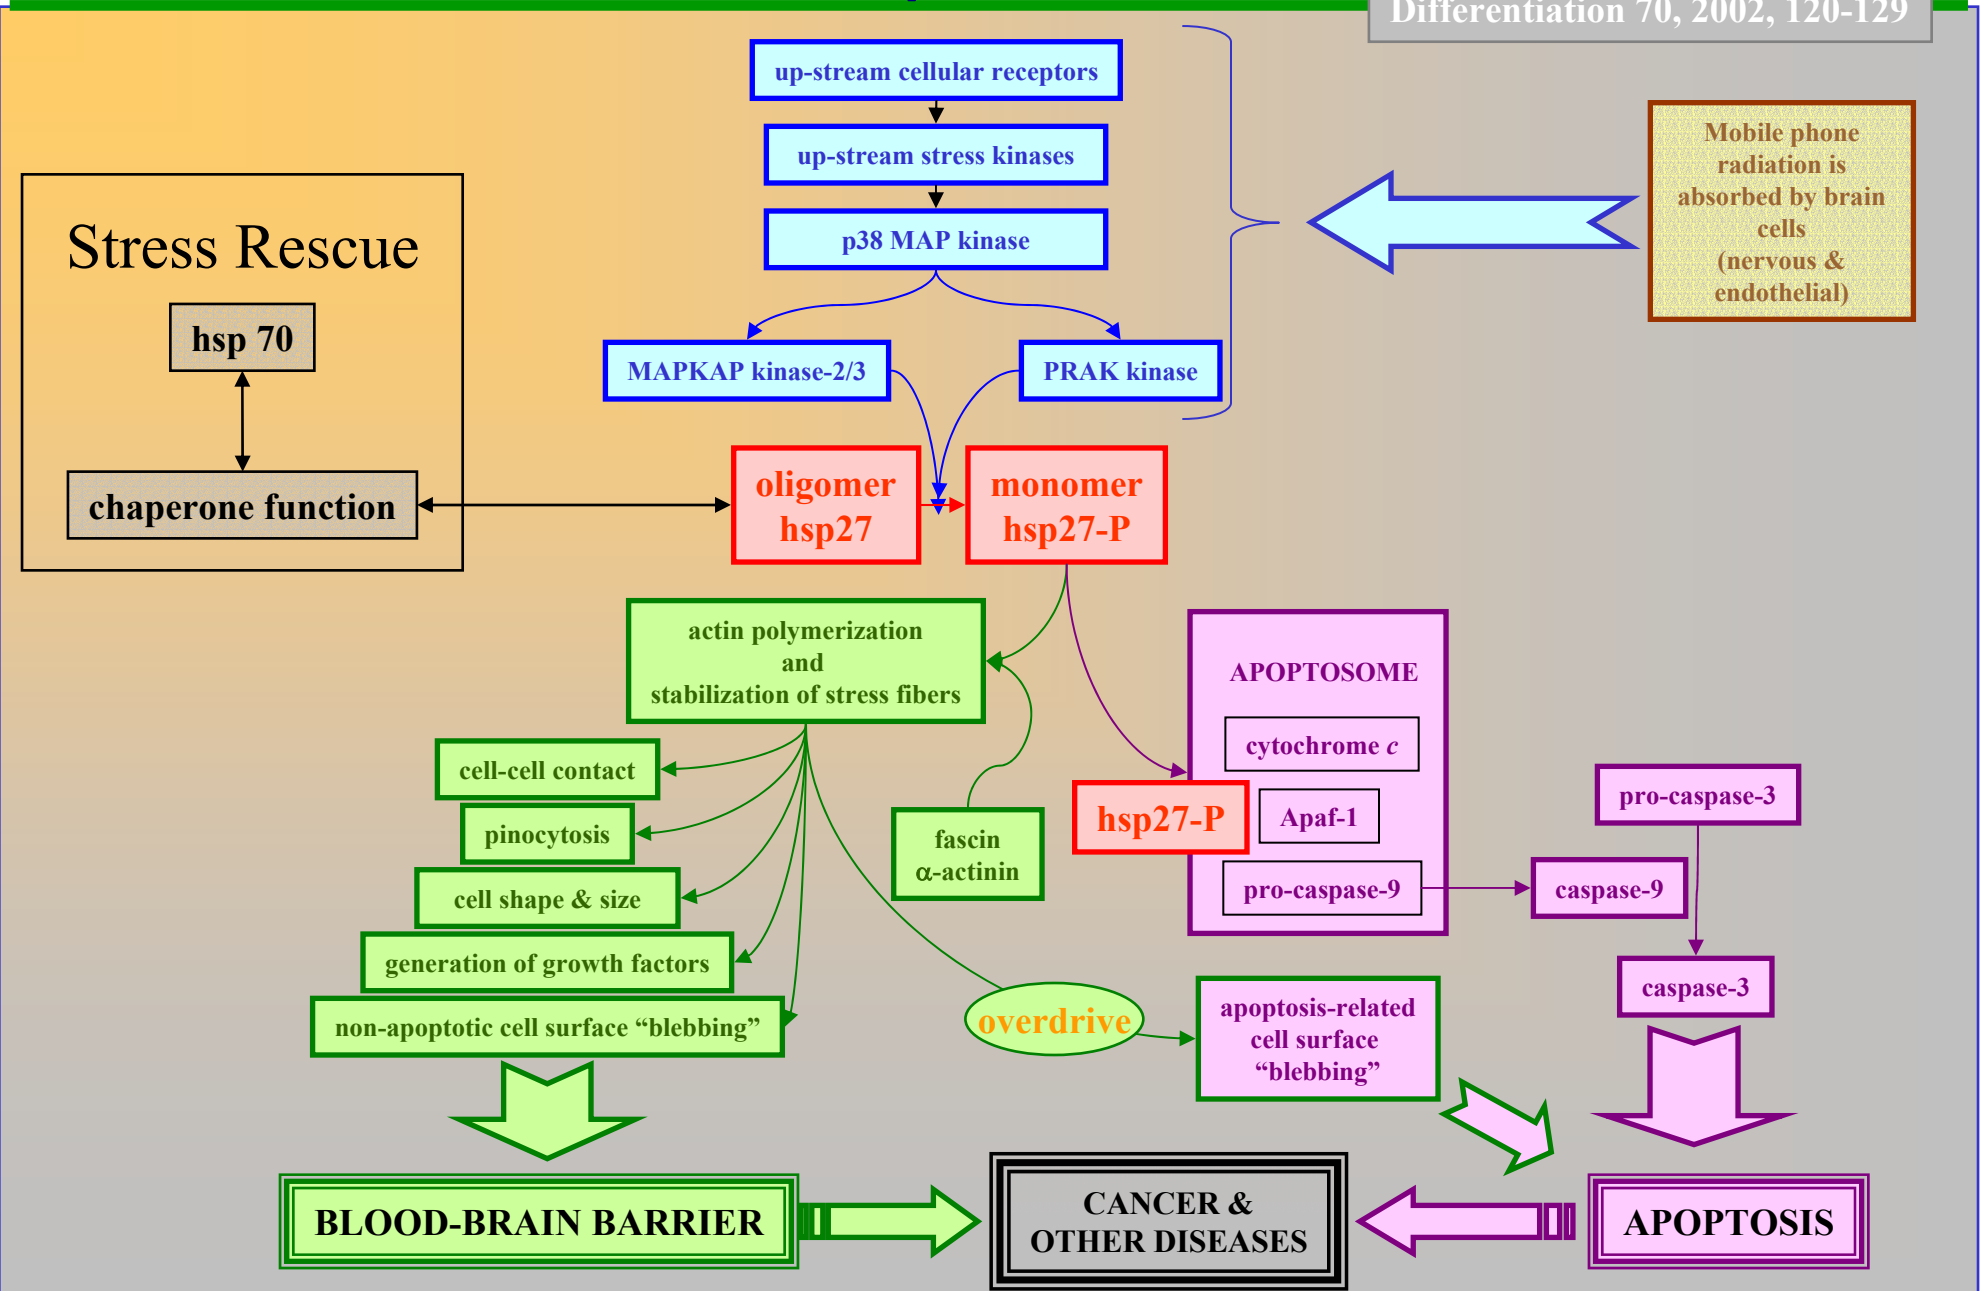 Differentiation 70, 2002, 120-129
up-stream cellular receptors
up-stream stress kinases
p38 MAP kinase
Mobile phone
radiation is
absorbed by brain
cells
(nervous &
endothelial)
Stress Rescue
hsp 70
chaperone function
MAPKAP kinase-2/3
PRAK kinase
oligomer
hsp27
monomer
hsp27-P
actin polymerization
and
stabilization of stress fibers
APOPTOSOME
cytochrome c
hsp27-P
Apaf-1
pro-caspase-9
pro-caspase-3
caspase-9
caspase-3
cell-cell contact
pinocytosis
cell shape & size
generation of growth factors
non-apoptotic cell surface “blebbing”
fascin
α-actinin
overdrive
apoptosis-related
cell surface
“blebbing”
BLOOD-BRAIN BARRIER
CANCER &
OTHER DISEASES
APOPTOSIS